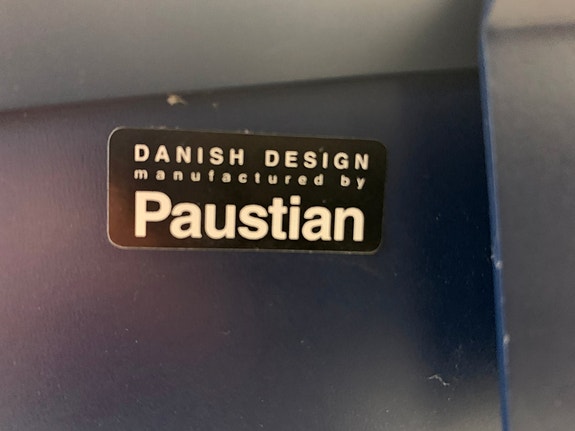 DANISH DESIGN
manufactured by
Paustian